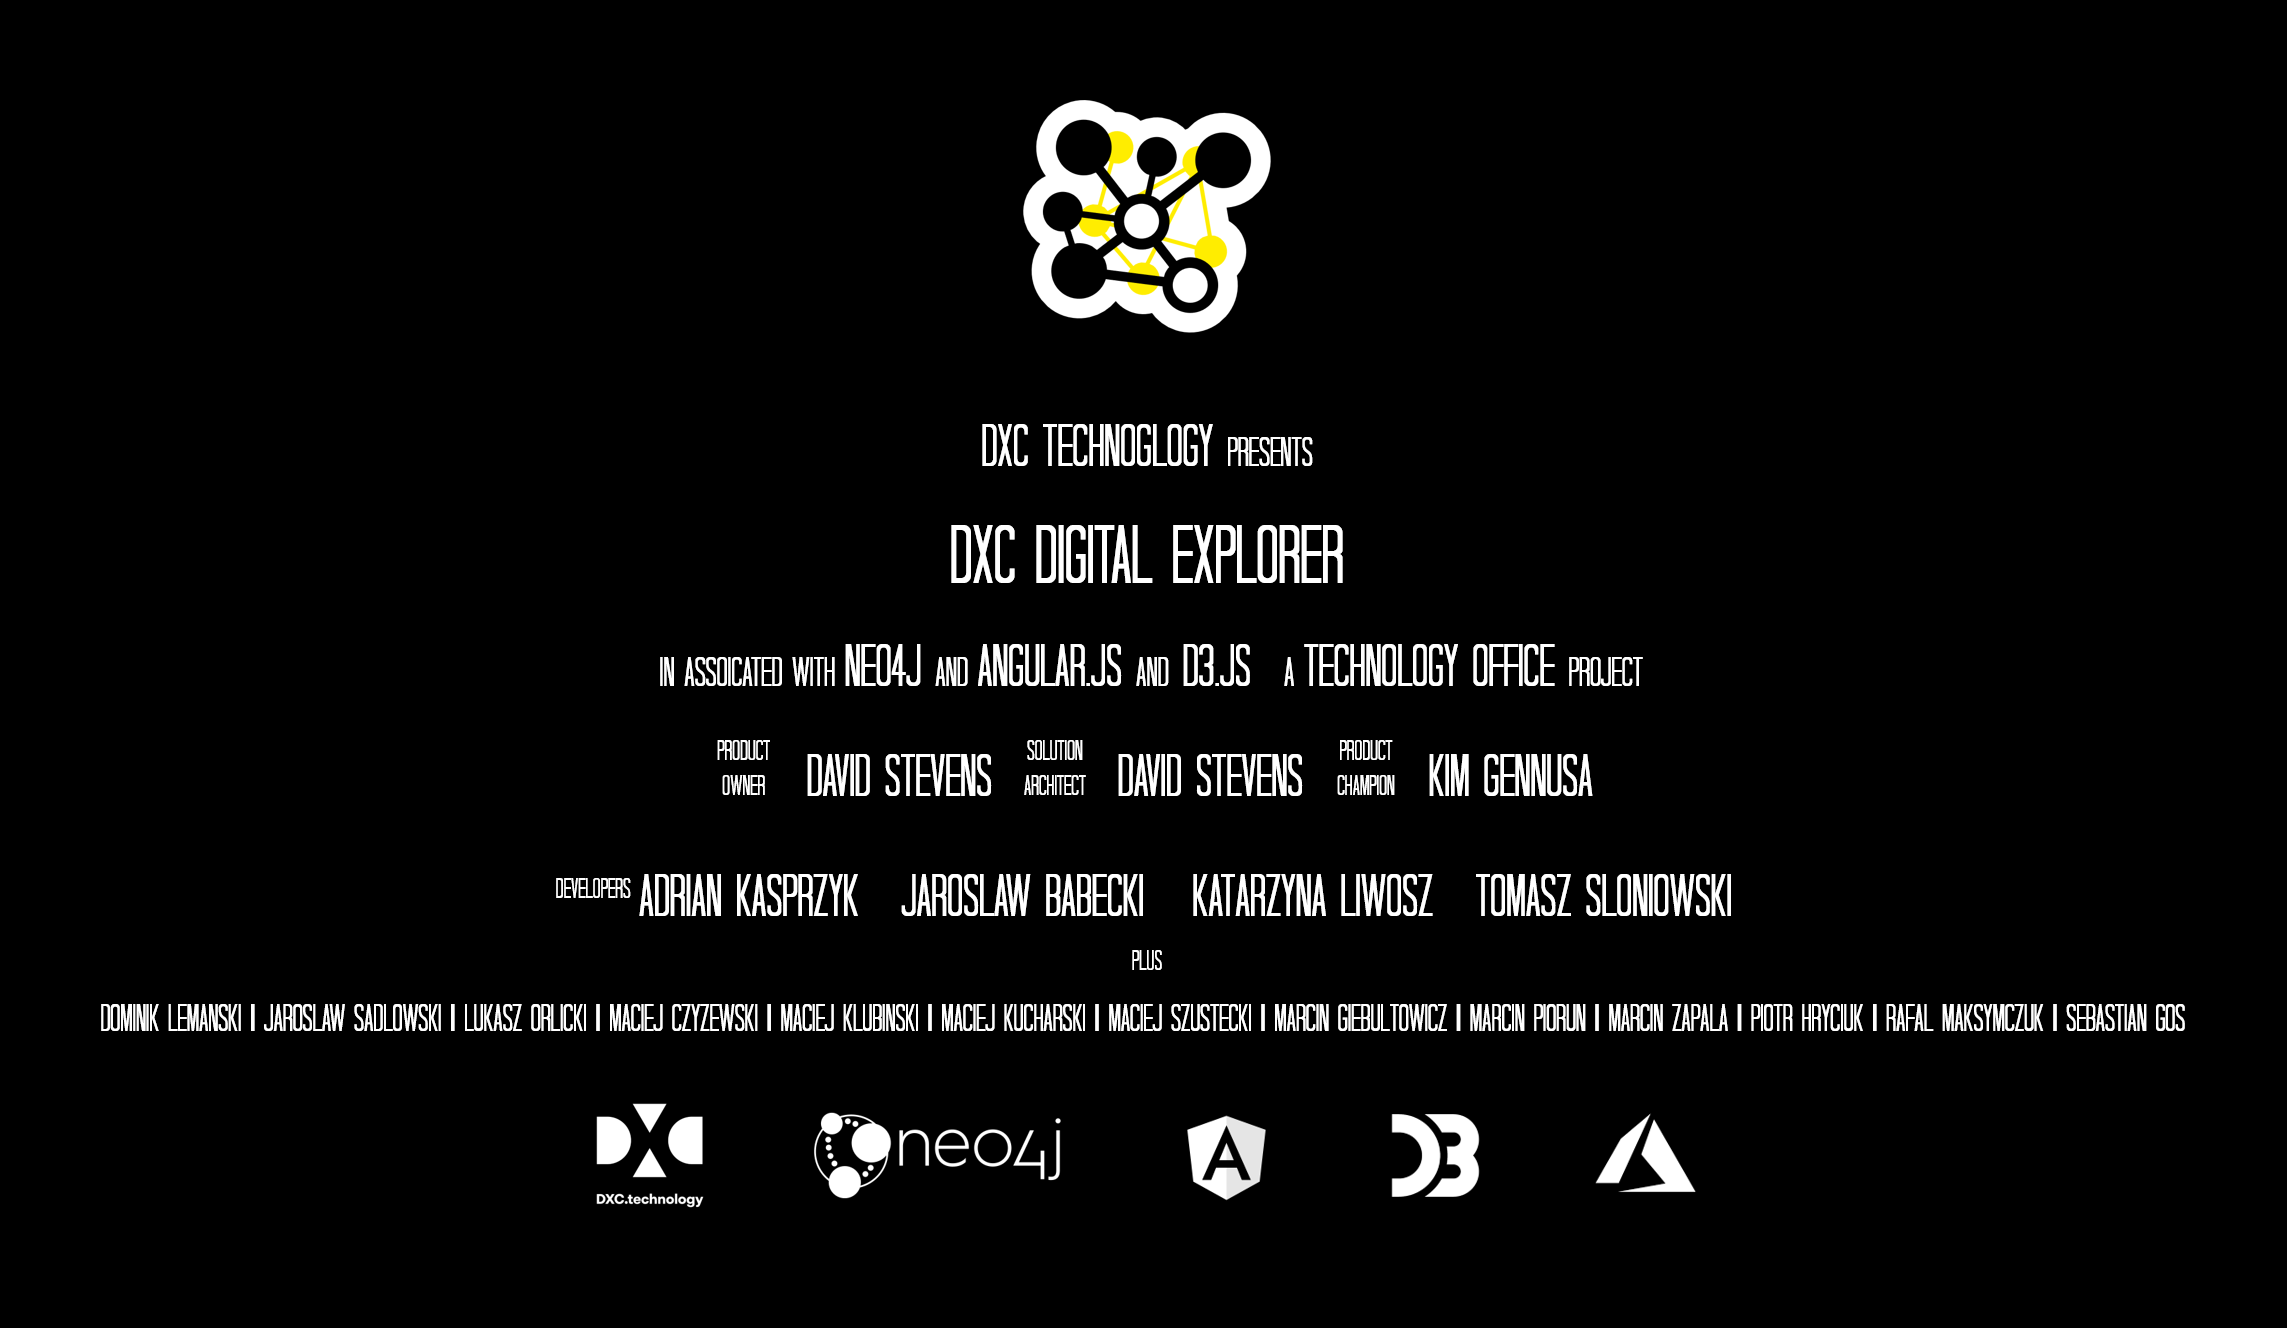 DXC TECHNOGLOGY PRESENTS
DXC DIGITAL EXPLORER
IN ASSOICATED WITH NEO4J AND ANGULAR.JS AND D3.JS A TECHNOLOGY OFFICE PROJECT
PRODUCT OWNER DAVID STEVENS SOLUTION ARCHITECT DAVID STEVENS PRODUCT CHAMPION KIM GENNUSA
DEVELOPERS ADRIAN KASPRZYK JAROSLAW BABECKI KATARZYNA LIWOSZ TOMASZ SLONIOWSKI
PLUS
DOMINIK LEMANSKI | JAROSLAW SADLOWSKI | LUKASZ ORLICKI | MACIEJ CZYZEWSKI | MACIEJ KLUBINSKI | MACIEJ KUCHARSKI | MACIEJ SZUSTECKI | MARCIN GIEBULTOWICZ | MARCIN PIORUN | MARCIN ZAPALA | PIOTR HRYCIUK | RAFAL MAKSYMCZUK | SEBASTIAN GOS
DXC neo4j A D3
DXC.technology